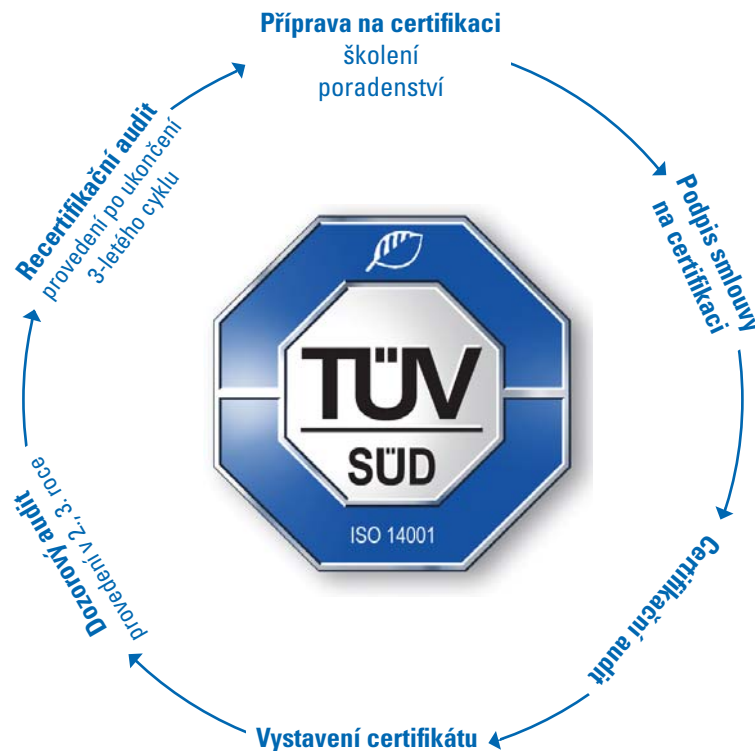 Příprava na certifikaci
školení
poradenství
Podpis smlouvy
na certifikaci
Certifikační audit
Vystavení certifikátu
Dozorový audit
provedení v 2., 3. roce
Recertifikační audit
provedení po ukončení
3-letého cyklu
TÜV
SÜD
ISO 14001